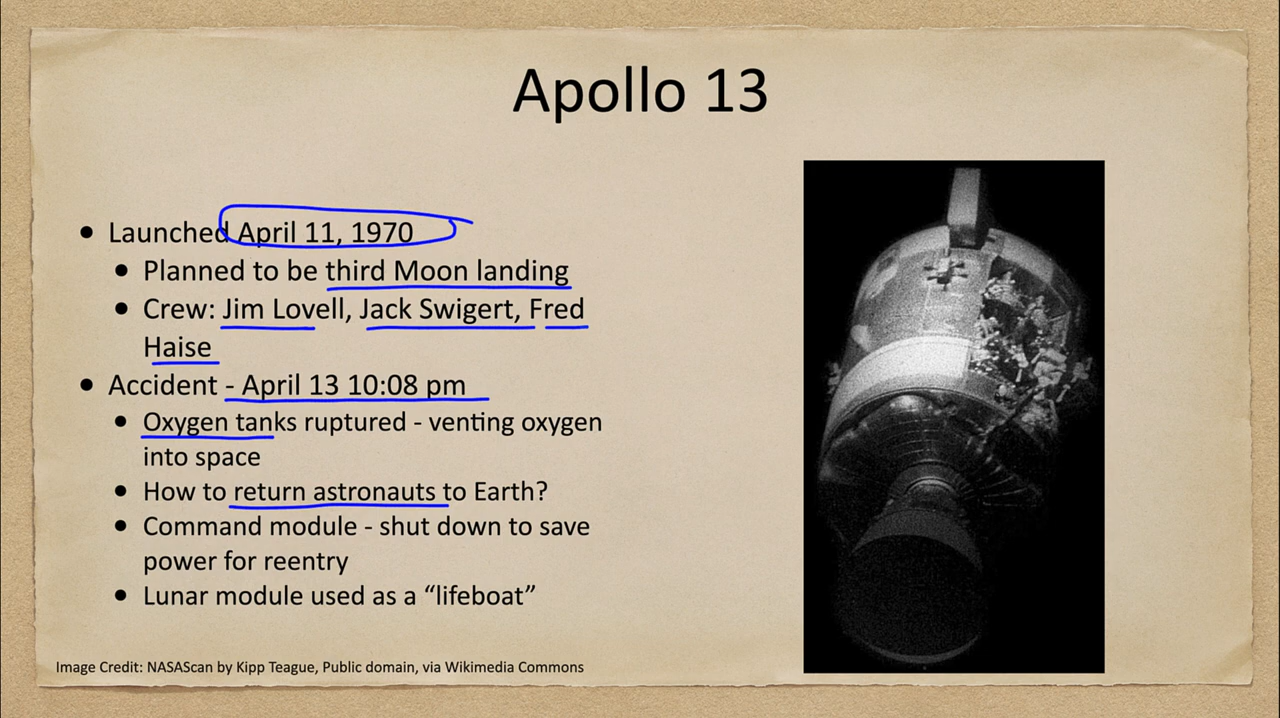 Apollo 13
• Launched April 11, 1970
• Planned to be third Moon landing
• Crew: Jim Lovell, Jack Swigert, Fred
Haise
• Accident - April 13 10:08 pm
• Oxygen tanks ruptured - venting oxygen
into space
• How to return astronauts to Earth?
• Command module - shut down to save
power for reentry
• Lunar module used as a “lifeboat”
Image Credit: NASAScan by Kipp Teague, Public domain, via Wikimedia Commons